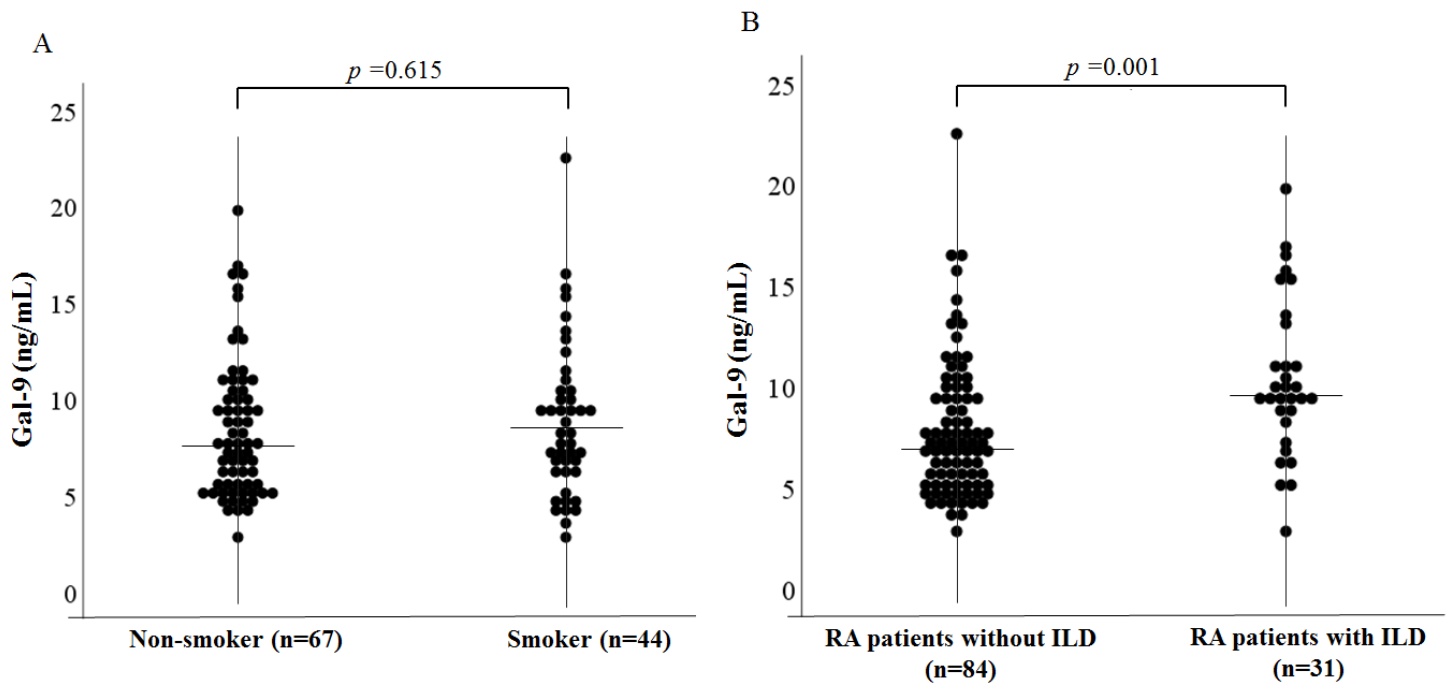 A
p =0.615
25
20
15
10
5
0
Gal-9 (ng/mL)
Non-smoker (n=67)
Smoker (n=44)
B
p =0.001
25
20
15
10
5
0
Gal-9 (ng/mL)
RA patients without ILD
(n=84)
RA patients with ILD
(n=31)